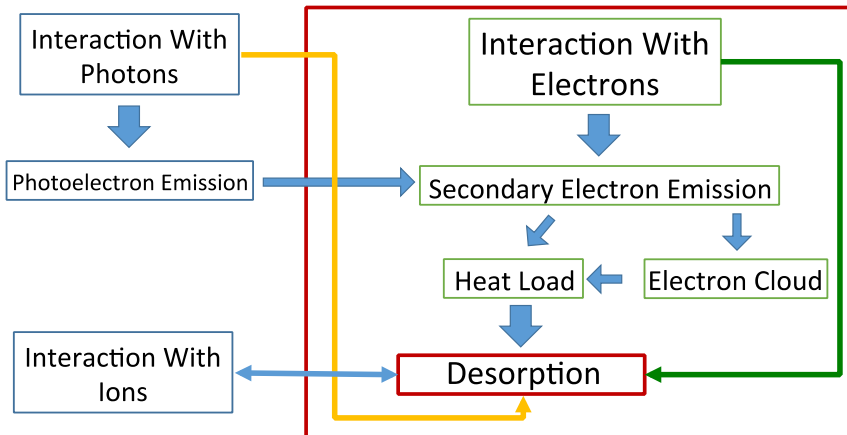 Interaction With
Photons
Interaction With
Electrons
Photoelectron Emission
Secondary Electron Emission
Heat Load
Electron Cloud
Interaction With
Ions
Desorption